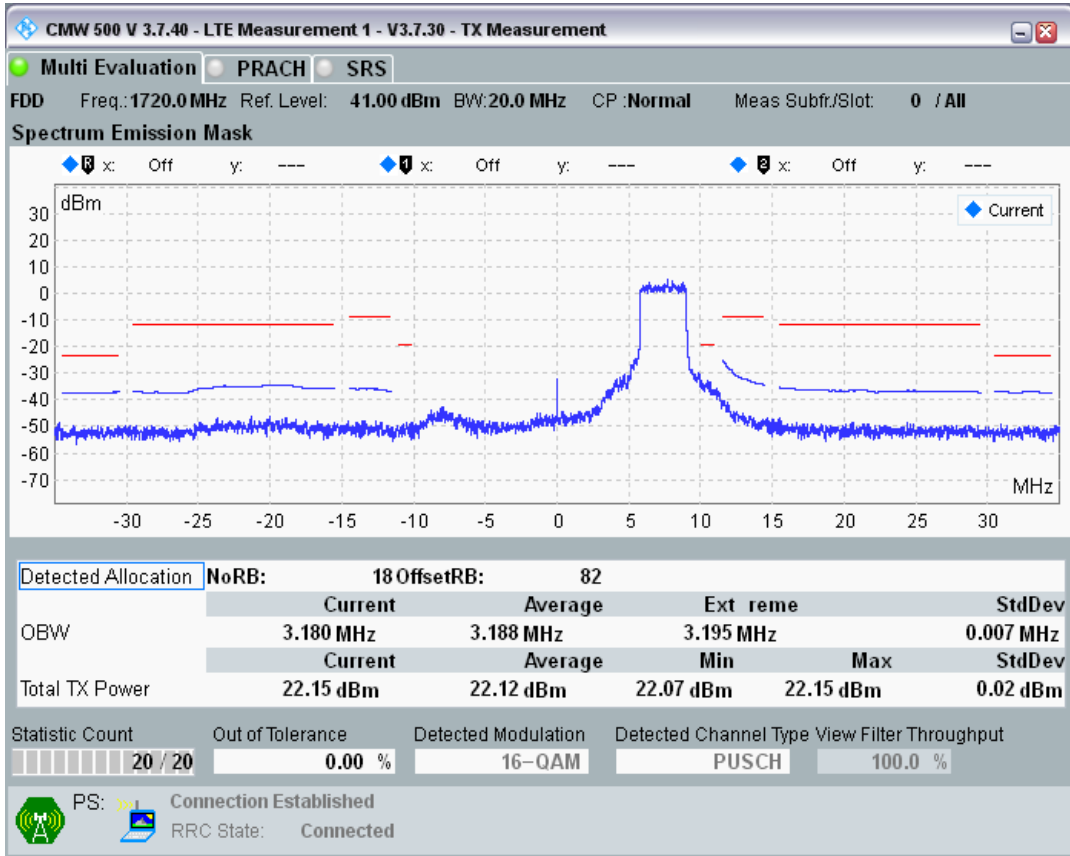 CMW 500 V 3.7.40 - LTE Measurement 1 - V3.7.30 - TX Measurement
Multi Evaluation PRACH SRS
FDD Freq.: 1720.0 MHz Ref. Level: 41.00 dBm BW: 20.0 MHz CP : Normal Meas Subfr./Slot: 0 / All
Spectrum Emission Mask
R x: Off y: --- 1 x: Off y: --- 2 x: Off y: ---
dBm
Current
30
20
10
0
-10
-20
-30
-40
-50
-60
-70
MHz
-30 -25 -20 -15 -10 -5 0 5 10 15 20 25 30
Detected Allocation NoRB: 18 OffsetRB: 82
Current Average Ext reme StdDev
OBW 3.180 MHz 3.188 MHz 3.195 MHz 0.007 MHz
Current Average Min Max StdDev
Total TX Power 22.15 dBm 22.12 dBm 22.07 dBm 22.15 dBm 0.02 dBm
Statistic Count Out of Tolerance Detected Modulation Detected Channel Type View Filter Throughput
20 / 20 0.00 % 16-QAM PUSCH 100.0 %
PS: Connection Established
RRC State: Connected